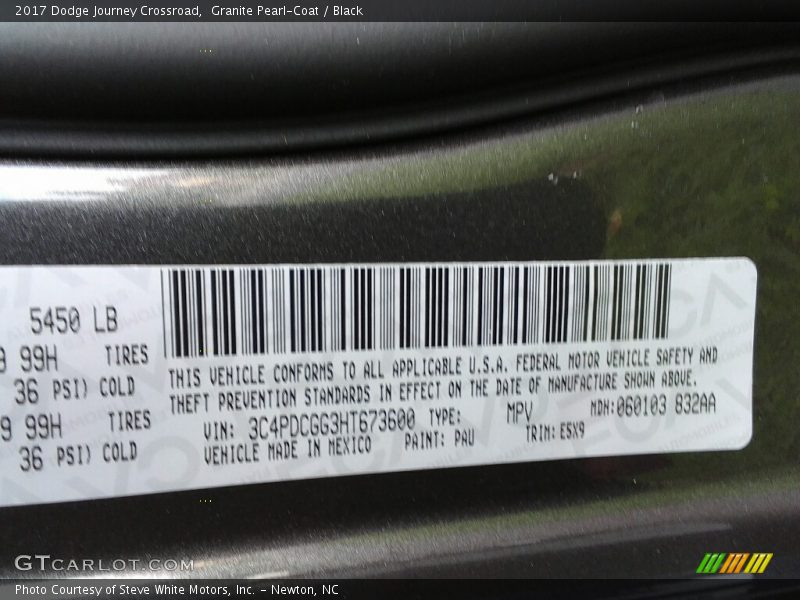 2017 Dodge Journey Crossroad,  Granite Pearl-Coat / Black
5450 LB
99H TIRES
36 PSI) COLD
99H TIRES
36 PSI) COLD
THIS VEHICLE CONFORMS TO ALL APPLICABLE U.S.A. FEDERAL MOTOR VEHICLE SAFETY AND
THEFT PREVENTION STANDARDS IN EFFECT ON THE DATE OF MANUFACTURE SHOWN ABOVE.
VIN: 3C4PDCGG3HT673600 TYPE: MPV MDH:060103 832AA
VEHICLE MADE IN MEXICO PAINT: PAU TRIM: E5X9
GTCARLOT.COM
Photo Courtesy of Steve White Motors, Inc. - Newton, NC